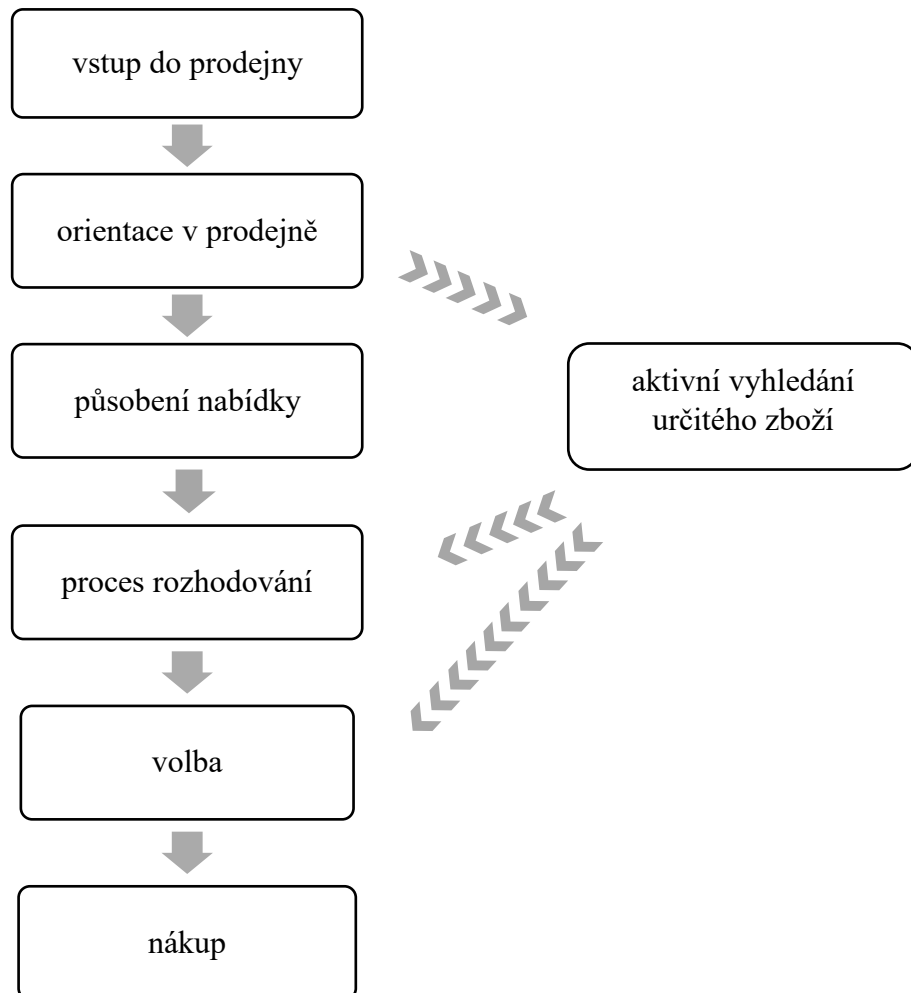 vstup do prodejny
orientace v prodejně
působení nabídky
aktivní vyhledání
určitého zboží
proces rozhodování
volba
nákup